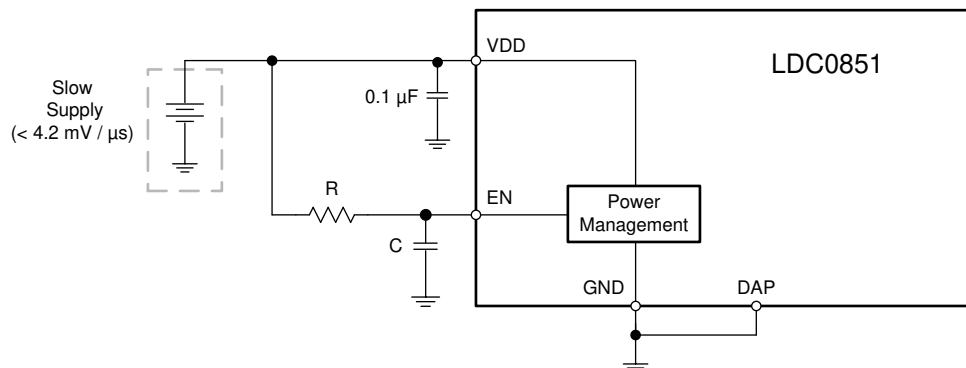 VDD
LDC0851
Slow
Supply
(< 4.2 mV / µs)
0.1 µF
R
EN
Power
Management
C
GND
DAP